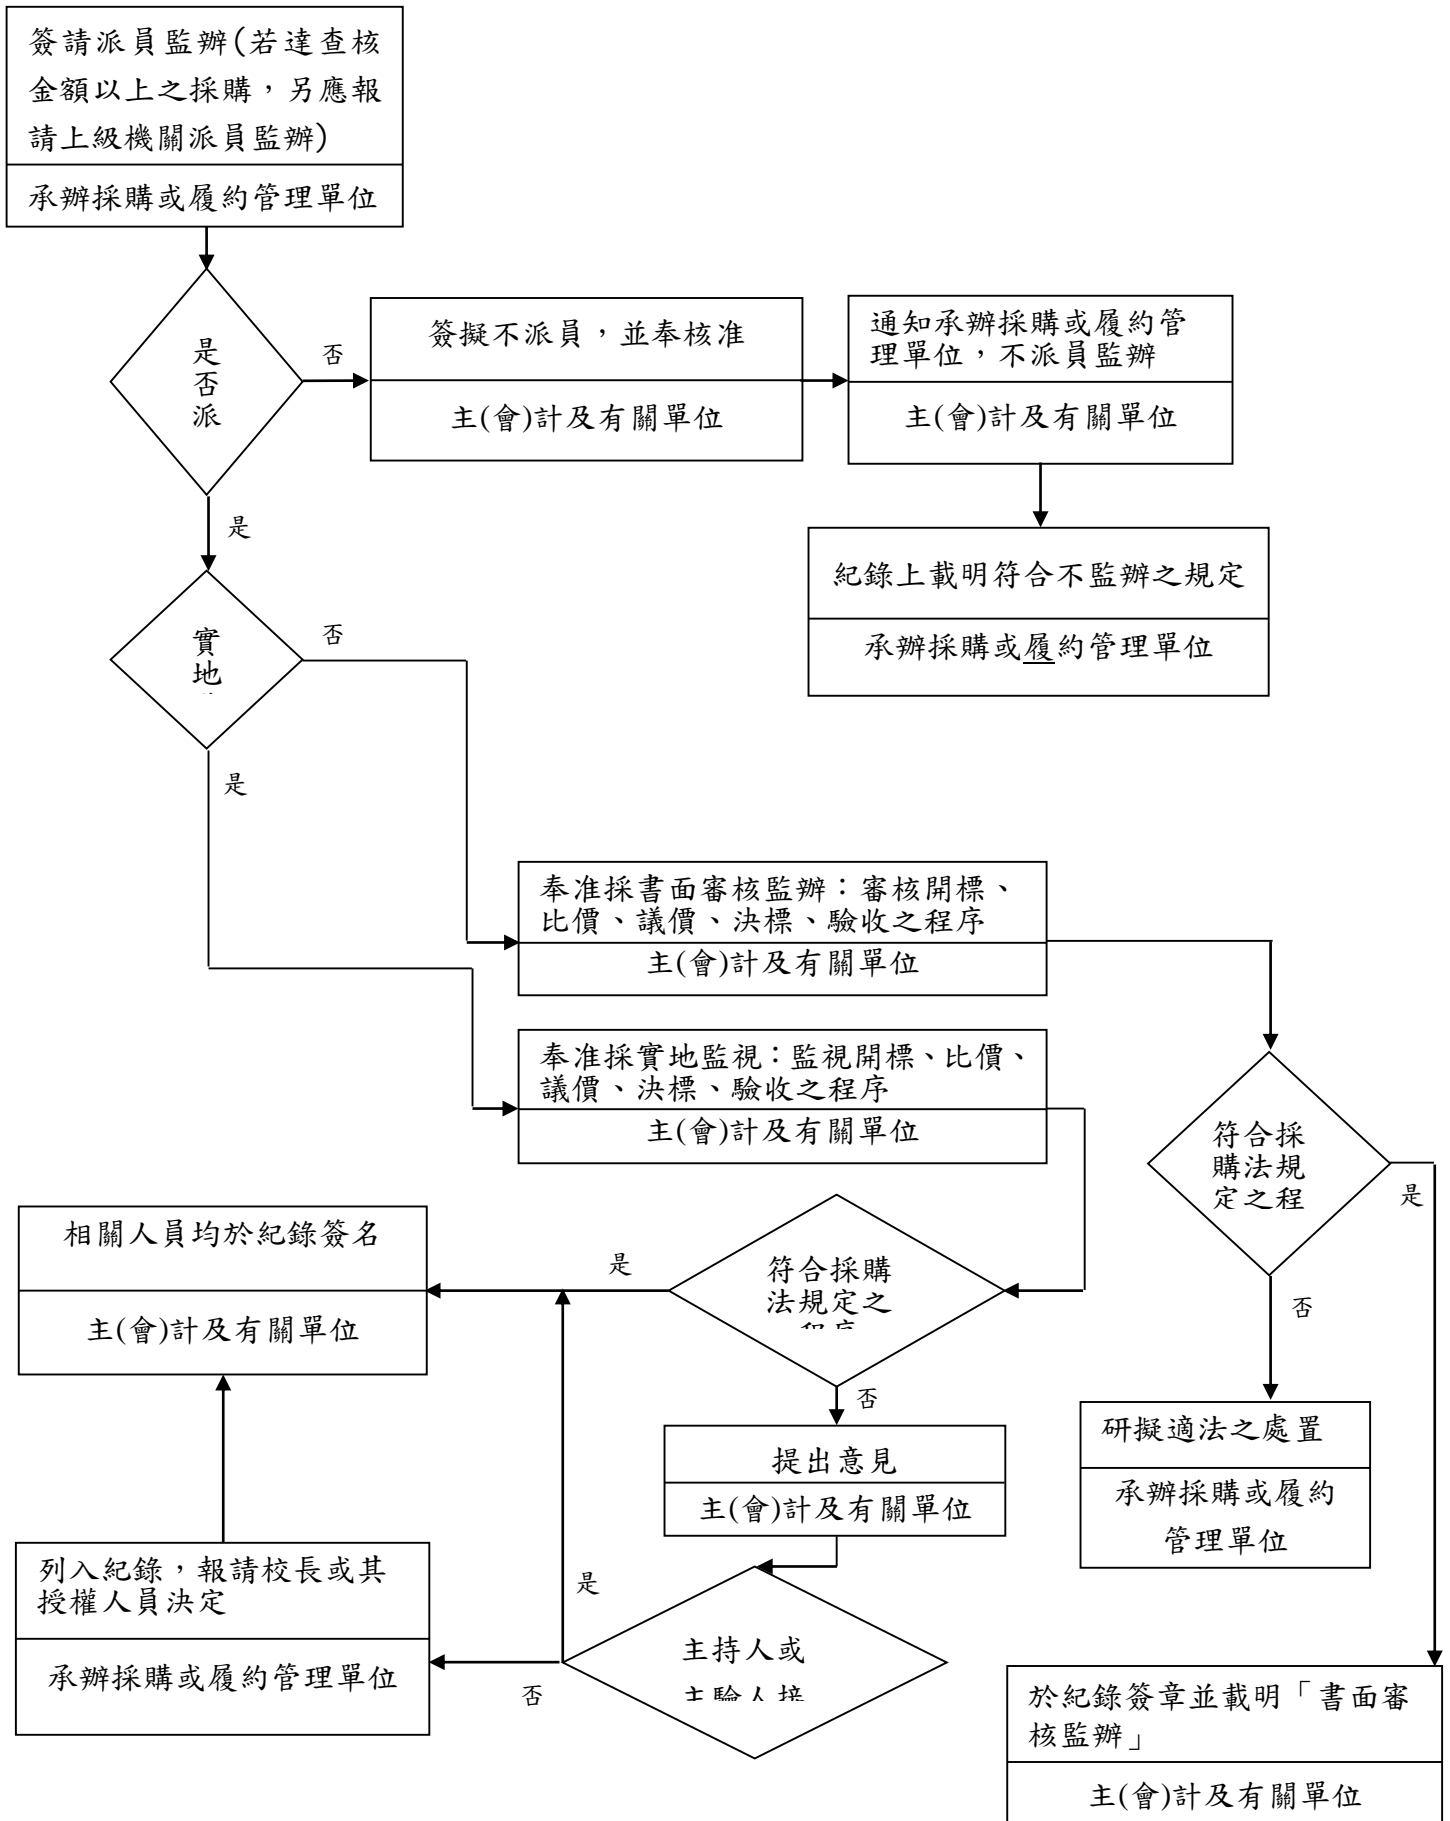 簽請派員監辦(若達查核
金額以上之採購，另應報
請上級機關派員監辦)
承辦採購或履約管理單位
是
否
派
否
簽擬不派員，並奉核准
主(會)計及有關單位
通知承辦採購或履約管
理單位，不派員監辦
主(會)計及有關單位
是
紀錄上載明符合不監辦之規定
承辦採購或履約管理單位
實
地
否
是
奉准採書面審核監辦：審核開標、
比價、議價、決標、驗收之程序
主(會)計及有關單位
奉准採實地監視：監視開標、比價、
議價、決標、驗收之程序
主(會)計及有關單位
符合採
購法規
定之程
是
否
相關人員均於紀錄簽名
主(會)計及有關單位
是
符合採購
法規定之
程序
否
提出意見
主(會)計及有關單位
研擬適法之處置
承辦採購或履約
管理單位
列入紀錄，報請校長或其
授權人員決定
承辦採購或履約管理單位
是
否
主持人或
主驗人接
於紀錄簽章並載明「書面審
核監辦」
主(會)計及有關單位